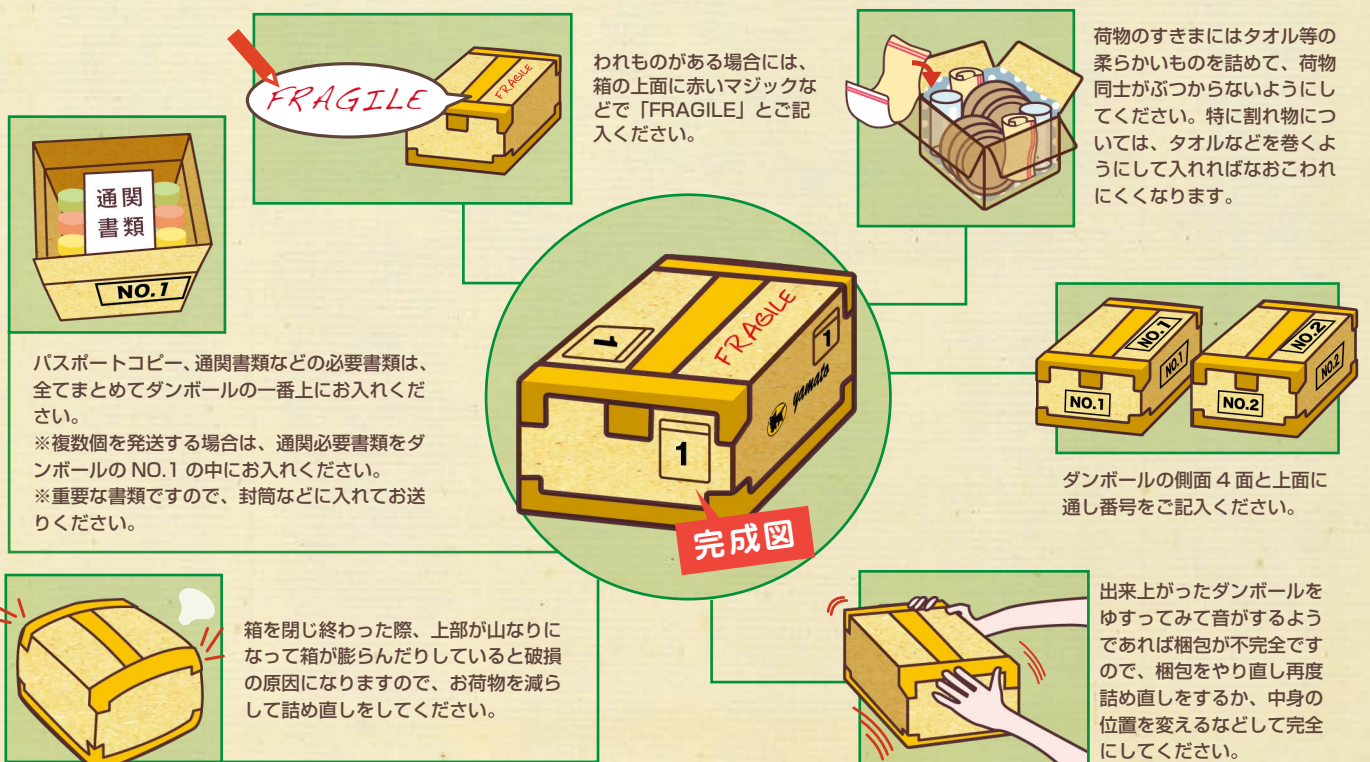 FRAGILE
FRAGILE
われものがある場合には、
箱の上面に赤いマジックな
どで「FRAGILE」とご記
入ください。
荷物のすきまにはタオル等の
柔らかいものを詰めて、荷物
同士がぶつからないようにし
てください。特に割れ物につ
いては、タオルなどを巻くよ
うにして入れればなおこわれ
にくくなります。
通関
書類
NO.1
パスポートコピー、通関書類などの必要書類は、
全てまとめてダンボールの一番上にお入れくだ
さい。
※複数個を発送する場合は、通関必要書類をダ
ンボールの NO.1 の中にお入れください。
※重要な書類ですので、封筒などに入れてお送
りください。
1
FRAGILE
1
yamato
1
完成図
NO.1
NO.1
NO.1
NO.2
NO.2
NO.2
ダンボールの側面 4 面と上面に
通し番号をご記入ください。
箱を閉じ終わった際、上部が山なりに
なって箱が膨らんだりしていると破損
の原因になりますので、お荷物を減ら
して詰め直しをしてください。
出来上がったダンボールを
ゆすってみて音がするよう
であれば梱包が不完全です
ので、梱包をやり直し再度
詰め直しをするか、中身の
位置を変えるなどして完全
にしてください。